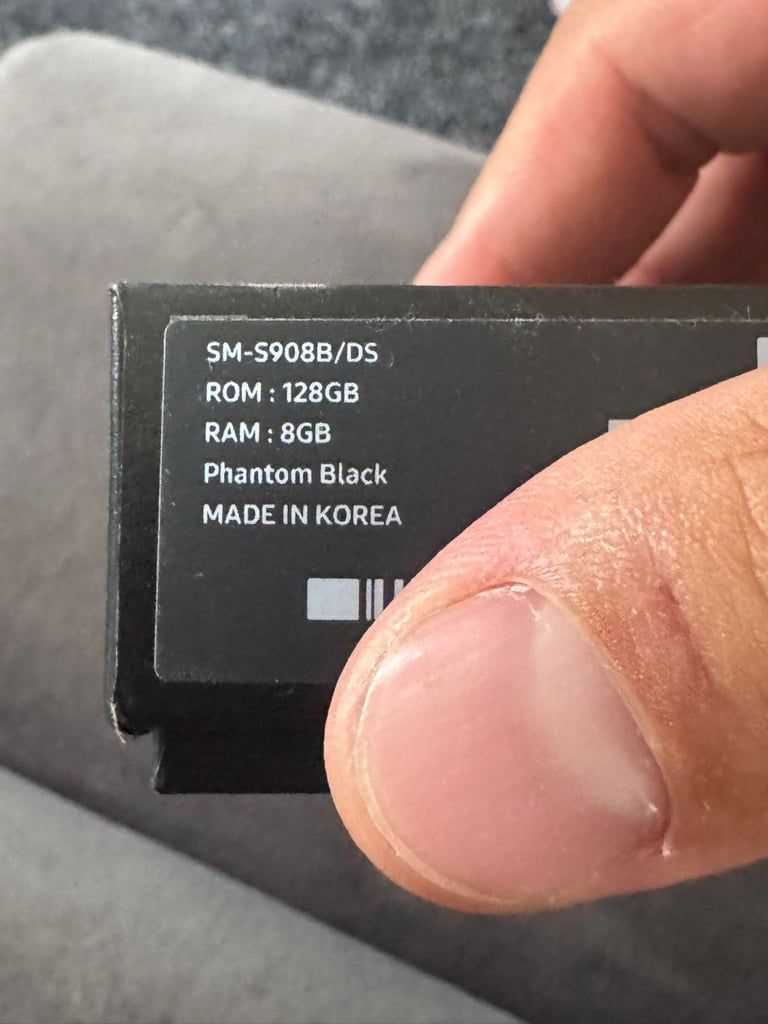 SM-S908B/DS
ROM : 128GB
RAM : 8GB
Phantom Black
MADE IN KOREA